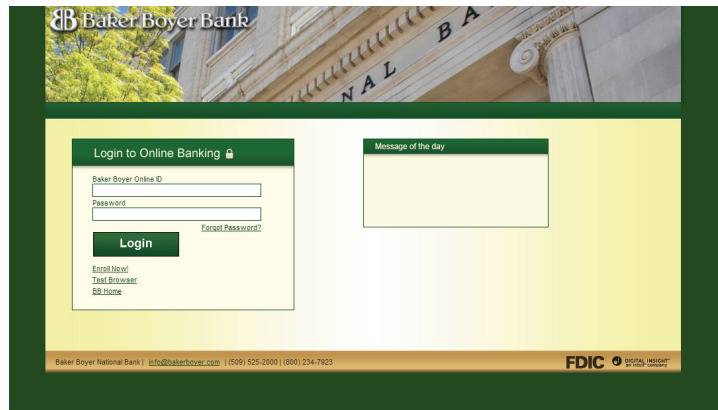 BB Baker Boyer Bank
NAL BA
Login to Online Banking
Message of the day
Baker Boyer Online ID
Password
Forgot Password?
Login
Enroll Now!
Test Browser
BB Home
Baker Boyer National Bank | info@bakerboyer.com | (509) 525-2000 | (800) 234-7923
FDIC
DIGITAL INSIGHT™
an Intuit company